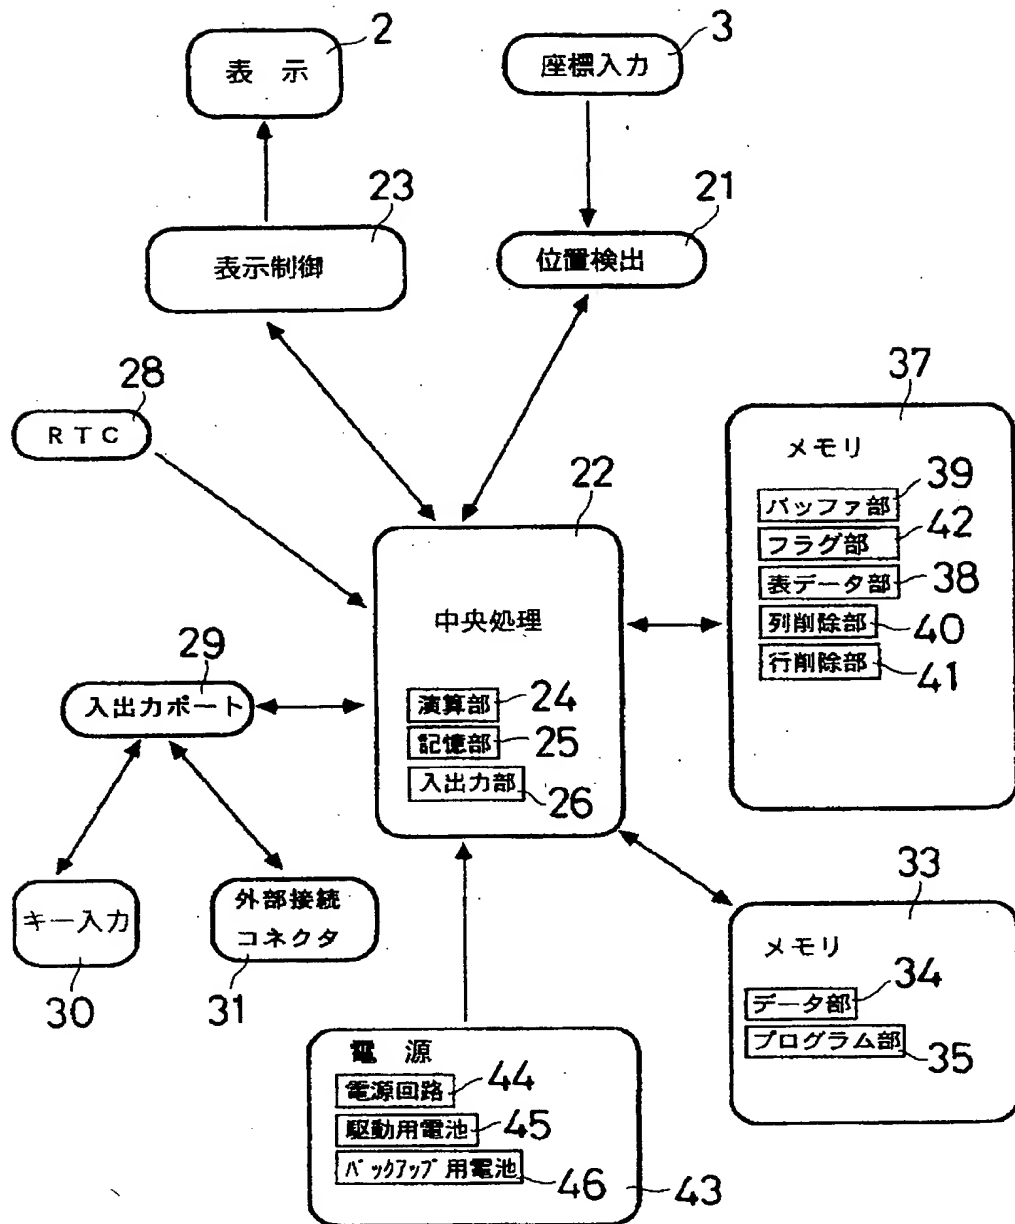 2
表 示
3
座標入力
23
表示制御
21
位置検出
28
RTC
22
中央処理
演算部 24
記憶部 25
入出力部 26
37
メモリ
バッファ部 39
フラグ部 42
表データ部 38
列削除部 40
行削除部 41
29
入出力ポート
キー入力
30
外部接続
コネクタ
31
33
メモリ
データ部 34
プログラム部 35
電 源
電源回路 44
駆動用電池 45
バックアップ用電池 46
43